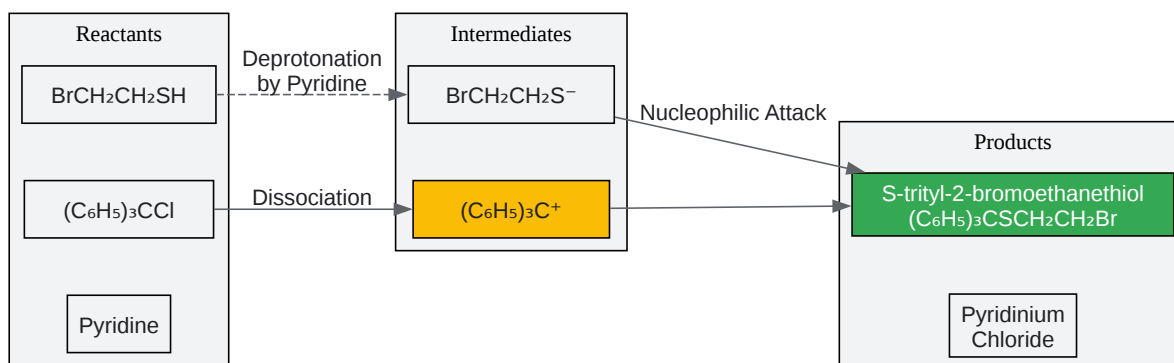 Reactants
BrCH₂CH₂SH
(C₆H₅)₃CCl
Pyridine
Deprotonation
by Pyridine
Dissociation
Intermediates
BrCH₂CH₂S⁻
(C₆H₅)₃C⁺
Nucleophilic Attack
Products
S-trityl-2-bromoethanethiol
(C₆H₅)₃CSCH₂CH₂Br
Pyridinium
Chloride